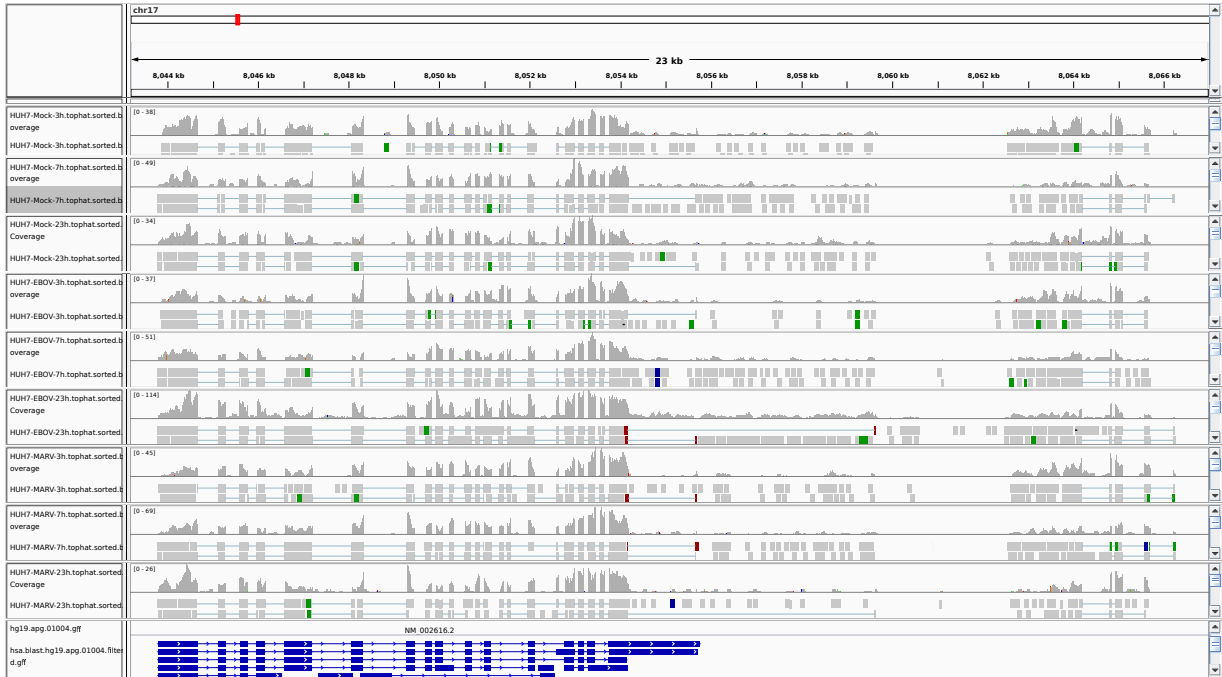 chr17
23 kb
8,044 kb 8,046 kb 8,048 kb 8,050 kb 8,052 kb 8,054 kb 8,056 kb 8,058 kb 8,060 kb 8,062 kb 8,064 kb 8,066 kb
HUH7-Mock-3h.tophat.sorted.b
overage
[0 - 38]
HUH7-Mock-3h.tophat.sorted.b
HUH7-Mock-7h.tophat.sorted.b
overage
[0 - 49]
HUH7-Mock-7h.tophat.sorted.b
HUH7-Mock-23h.tophat.sorted.
Coverage
[0 - 34]
HUH7-Mock-23h.tophat.sorted.
HUH7-EBOV-3h.tophat.sorted.b
overage
[0 - 37]
HUH7-EBOV-3h.tophat.sorted.b
HUH7-EBOV-7h.tophat.sorted.b
overage
[0 - 51]
HUH7-EBOV-7h.tophat.sorted.b
HUH7-EBOV-23h.tophat.sorted.
Coverage
[0 - 114]
HUH7-EBOV-23h.tophat.sorted.
HUH7-MARV-3h.tophat.sorted.b
overage
[0 - 45]
HUH7-MARV-3h.tophat.sorted.b
HUH7-MARV-7h.tophat.sorted.b
overage
[0 - 69]
HUH7-MARV-7h.tophat.sorted.b
HUH7-MARV-23h.tophat.sorted.
Coverage
[0 - 26]
HUH7-MARV-23h.tophat.sorted.
hg19.apg.01004.gff
NM_002616.2
hsa.blast.hg19.apg.01004.filter
d.gff